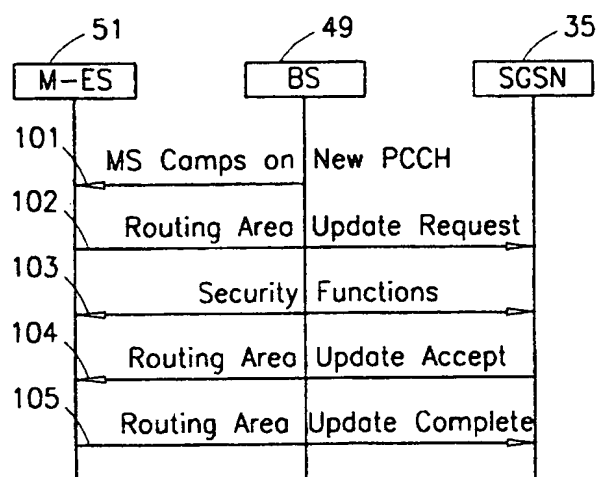 51 49 35
M-ES BS SGSN
101
MS Camps on New PCCH
102
Routing Area Update Request
103
Security Functions
104
Routing Area Update Accept
105
Routing Area Update Complete